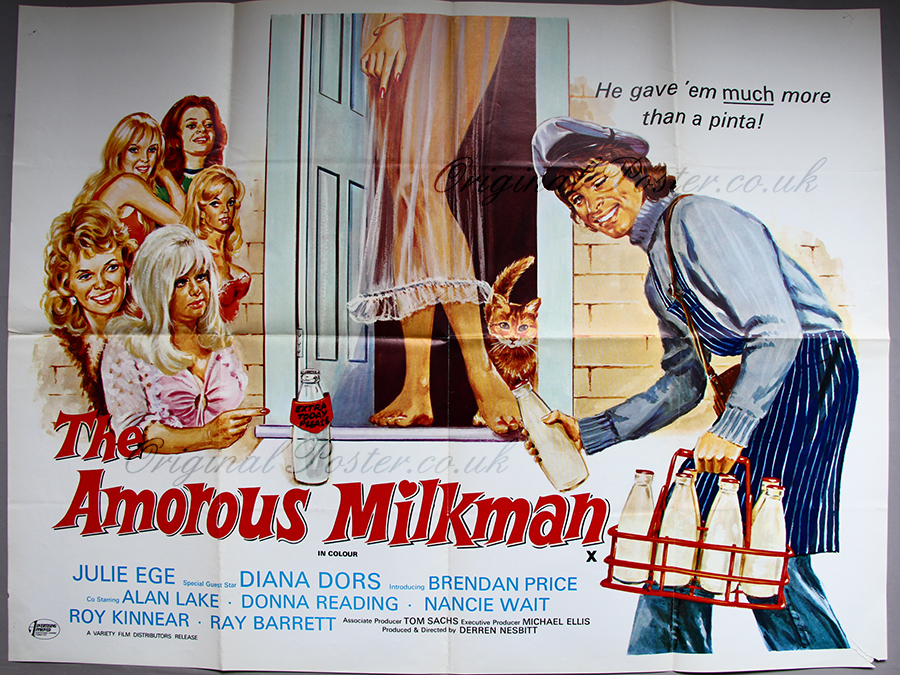 He gave 'em much more
than a pinta!
Original Poster.co.uk
EXTRA
TODAY
PLEASE
The
Amorous Milkman
Original Poster.co.uk
X
IN COLOUR
JULIE EGE Special Guest Star DIANA DORS Introducing BRENDAN PRICE
Co Starring ALAN LAKE · DONNA READING · NANCIE WAIT
ROY KINNEAR · RAY BARRETT Associate Producer TOM SACHS Executive Producer MICHAEL ELLIS
Produced & Directed by DERREN NESBITT
A VARIETY FILM DISTRIBUTORS RELEASE